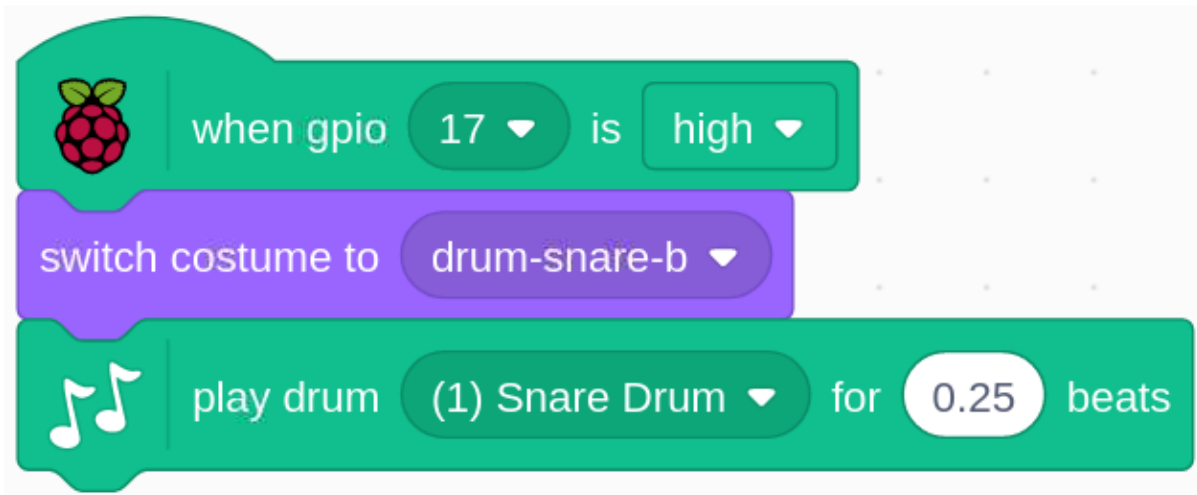 when gpio 17 is high
switch costume to drum-snare-b
play drum (1) Snare Drum for 0.25 beats